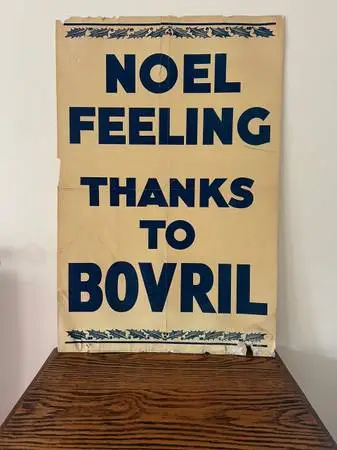 NOEL
FEELING
THANKS
TO
BOVRIL